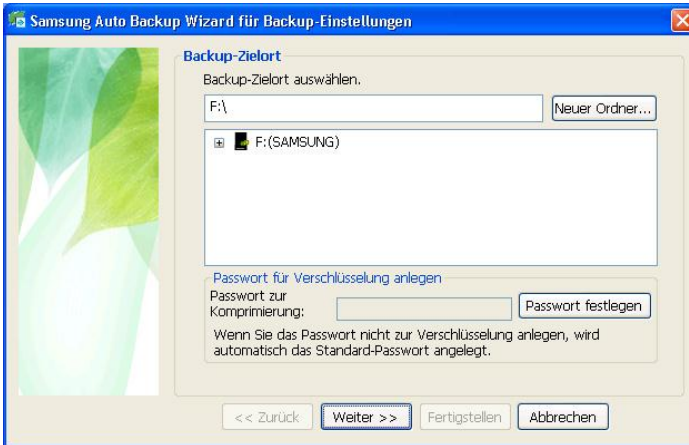 Samsung Auto Backup Wizard für Backup-Einstellungen
Backup-Zielort
Backup-Zielort auswählen.
F:\
Neuer Ordner...
F:(SAMSUNG)
Passwort für Verschlüsselung anlegen
Passwort zur
Komprimierung:
Passwort festlegen
Wenn Sie das Passwort nicht zur Verschlüsselung anlegen, wird
automatisch das Standard-Passwort angelegt.
<< Zurück
Weiter >>
Fertigstellen
Abbrechen